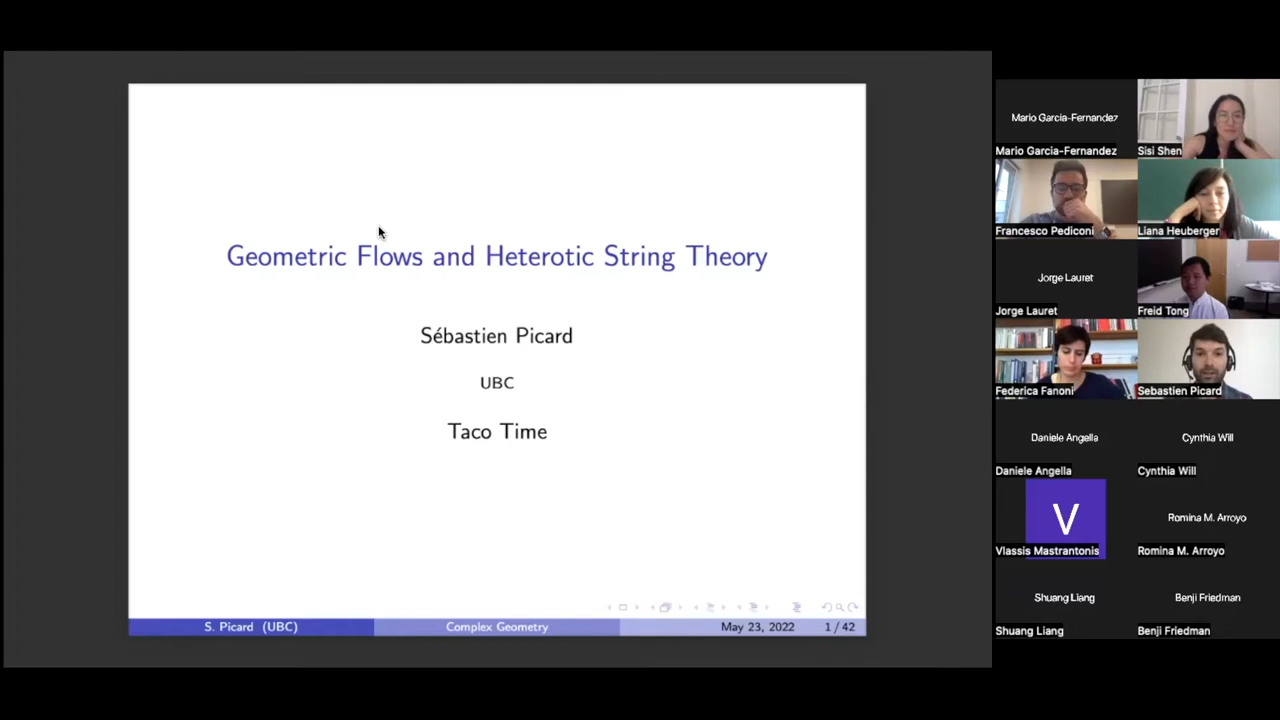 Geometric Flows and Heterotic String Theory
Sébastien Picard
UBC
Taco Time
S. Picard (UBC)
Complex Geometry
May 23, 2022
1 / 42
Mario Garcia-Fernandez
Mario Garcia-Fernandez
Sisi Shen
Francesco Pediconi
Liana Heuberger
Jorge Lauret
Jorge Lauret
Freid Tong
Federica Fanoni
Sebastien Picard
Daniele Angella
Daniele Angella
Cynthia Will
Cynthia Will
V
Vlassis Mastrantonis
Romina M. Arroyo
Romina M. Arroyo
Shuang Liang
Shuang Liang
Benji Friedman
Benji Friedman